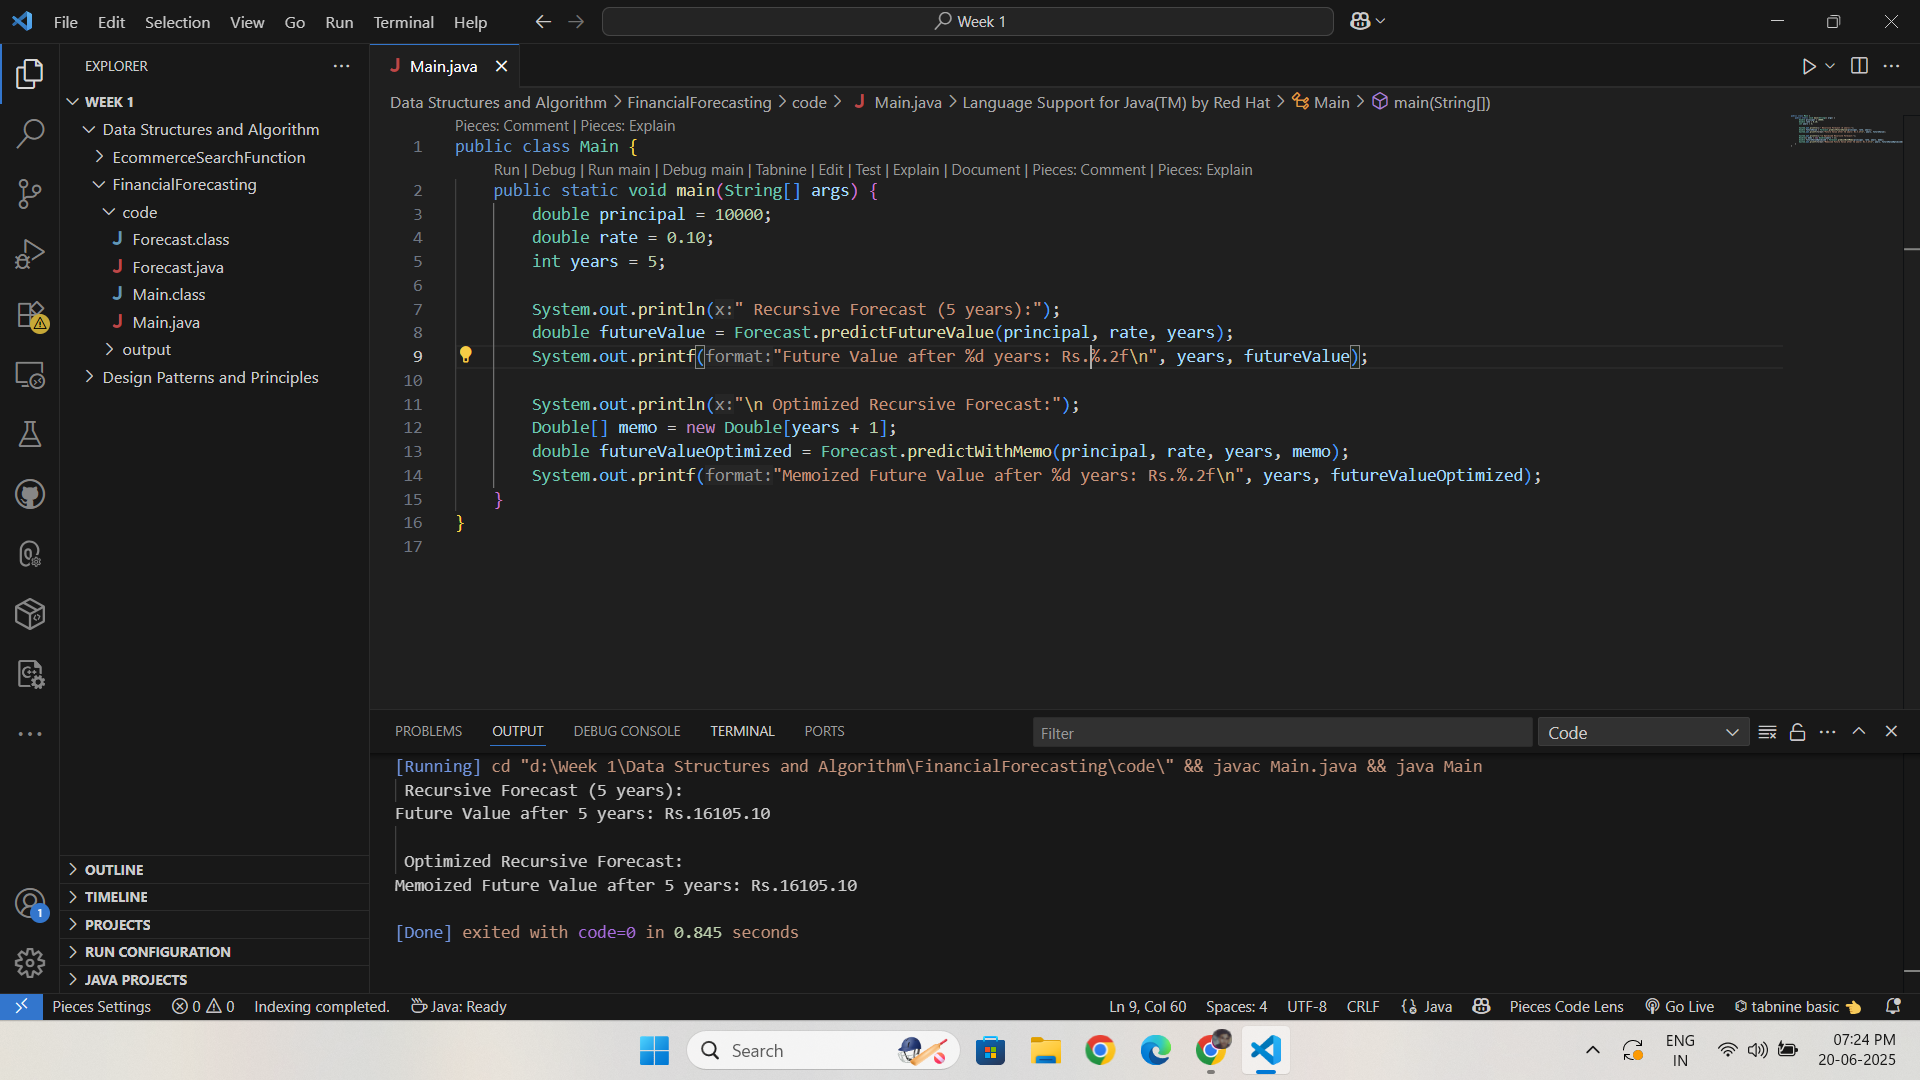 File Edit Selection View Go Run Terminal Help
Week 1
EXPLORER
WEEK 1
Data Structures and Algorithm
EcommerceSearchFunction
FinancialForecasting
code
J Forecast.class
J Forecast.java
J Main.class
J Main.java
output
Design Patterns and Principles
OUTLINE
TIMELINE
PROJECTS
RUN CONFIGURATION
JAVA PROJECTS
1
J Main.java
Data Structures and Algorithm > FinancialForecasting > code > J Main.java > Language Support for Java(TM) by Red Hat > Main > main(String[])
Pieces: Comment | Pieces: Explain
1 public class Main {
Run | Debug | Run main | Debug main | Tabnine | Edit | Test | Explain | Document | Pieces: Comment | Pieces: Explain
2 public static void main(String[] args) {
3 double principal = 10000;
4 double rate = 0.10;
5 int years = 5;
6
7 System.out.println(x:" Recursive Forecast (5 years):");
8 double futureValue = Forecast.predictFutureValue(principal, rate, years);
9 System.out.printf(format:"Future Value after %d years: Rs.%.2f\n", years, futureValue);
10
11 System.out.println(x:"\n Optimized Recursive Forecast:");
12 Double[] memo = new Double[years + 1];
13 double futureValueOptimized = Forecast.predictWithMemo(principal, rate, years, memo);
14 System.out.printf(format:"Memoized Future Value after %d years: Rs.%.2f\n", years, futureValueOptimized);
15 }
16 }
17
PROBLEMS OUTPUT DEBUG CONSOLE TERMINAL PORTS
Filter
Code
[Running] cd "d:\Week 1\Data Structures and Algorithm\FinancialForecasting\code\" && javac Main.java && java Main
Recursive Forecast (5 years):
Future Value after 5 years: Rs.16105.10
Optimized Recursive Forecast:
Memoized Future Value after 5 years: Rs.16105.10
[Done] exited with code=0 in 0.845 seconds
Pieces Settings 0 0 Indexing completed. Java: Ready
Ln 9, Col 60 Spaces: 4 UTF-8 CRLF {} Java Pieces Code Lens Go Live tabnine basic
Search
ENG
IN
07:24 PM
20-06-2025